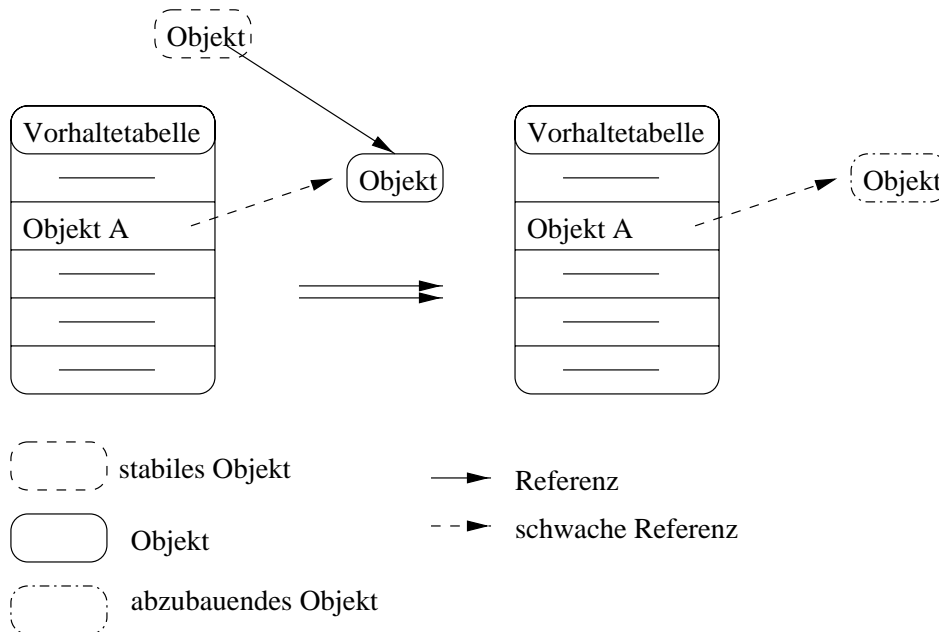 Objekt
Vorhaltetabelle
Objekt
Objekt A
Vorhaltetabelle
Objekt
Objekt A
stabiles Objekt
Objekt
abzubauendes Objekt
Referenz
schwache Referenz